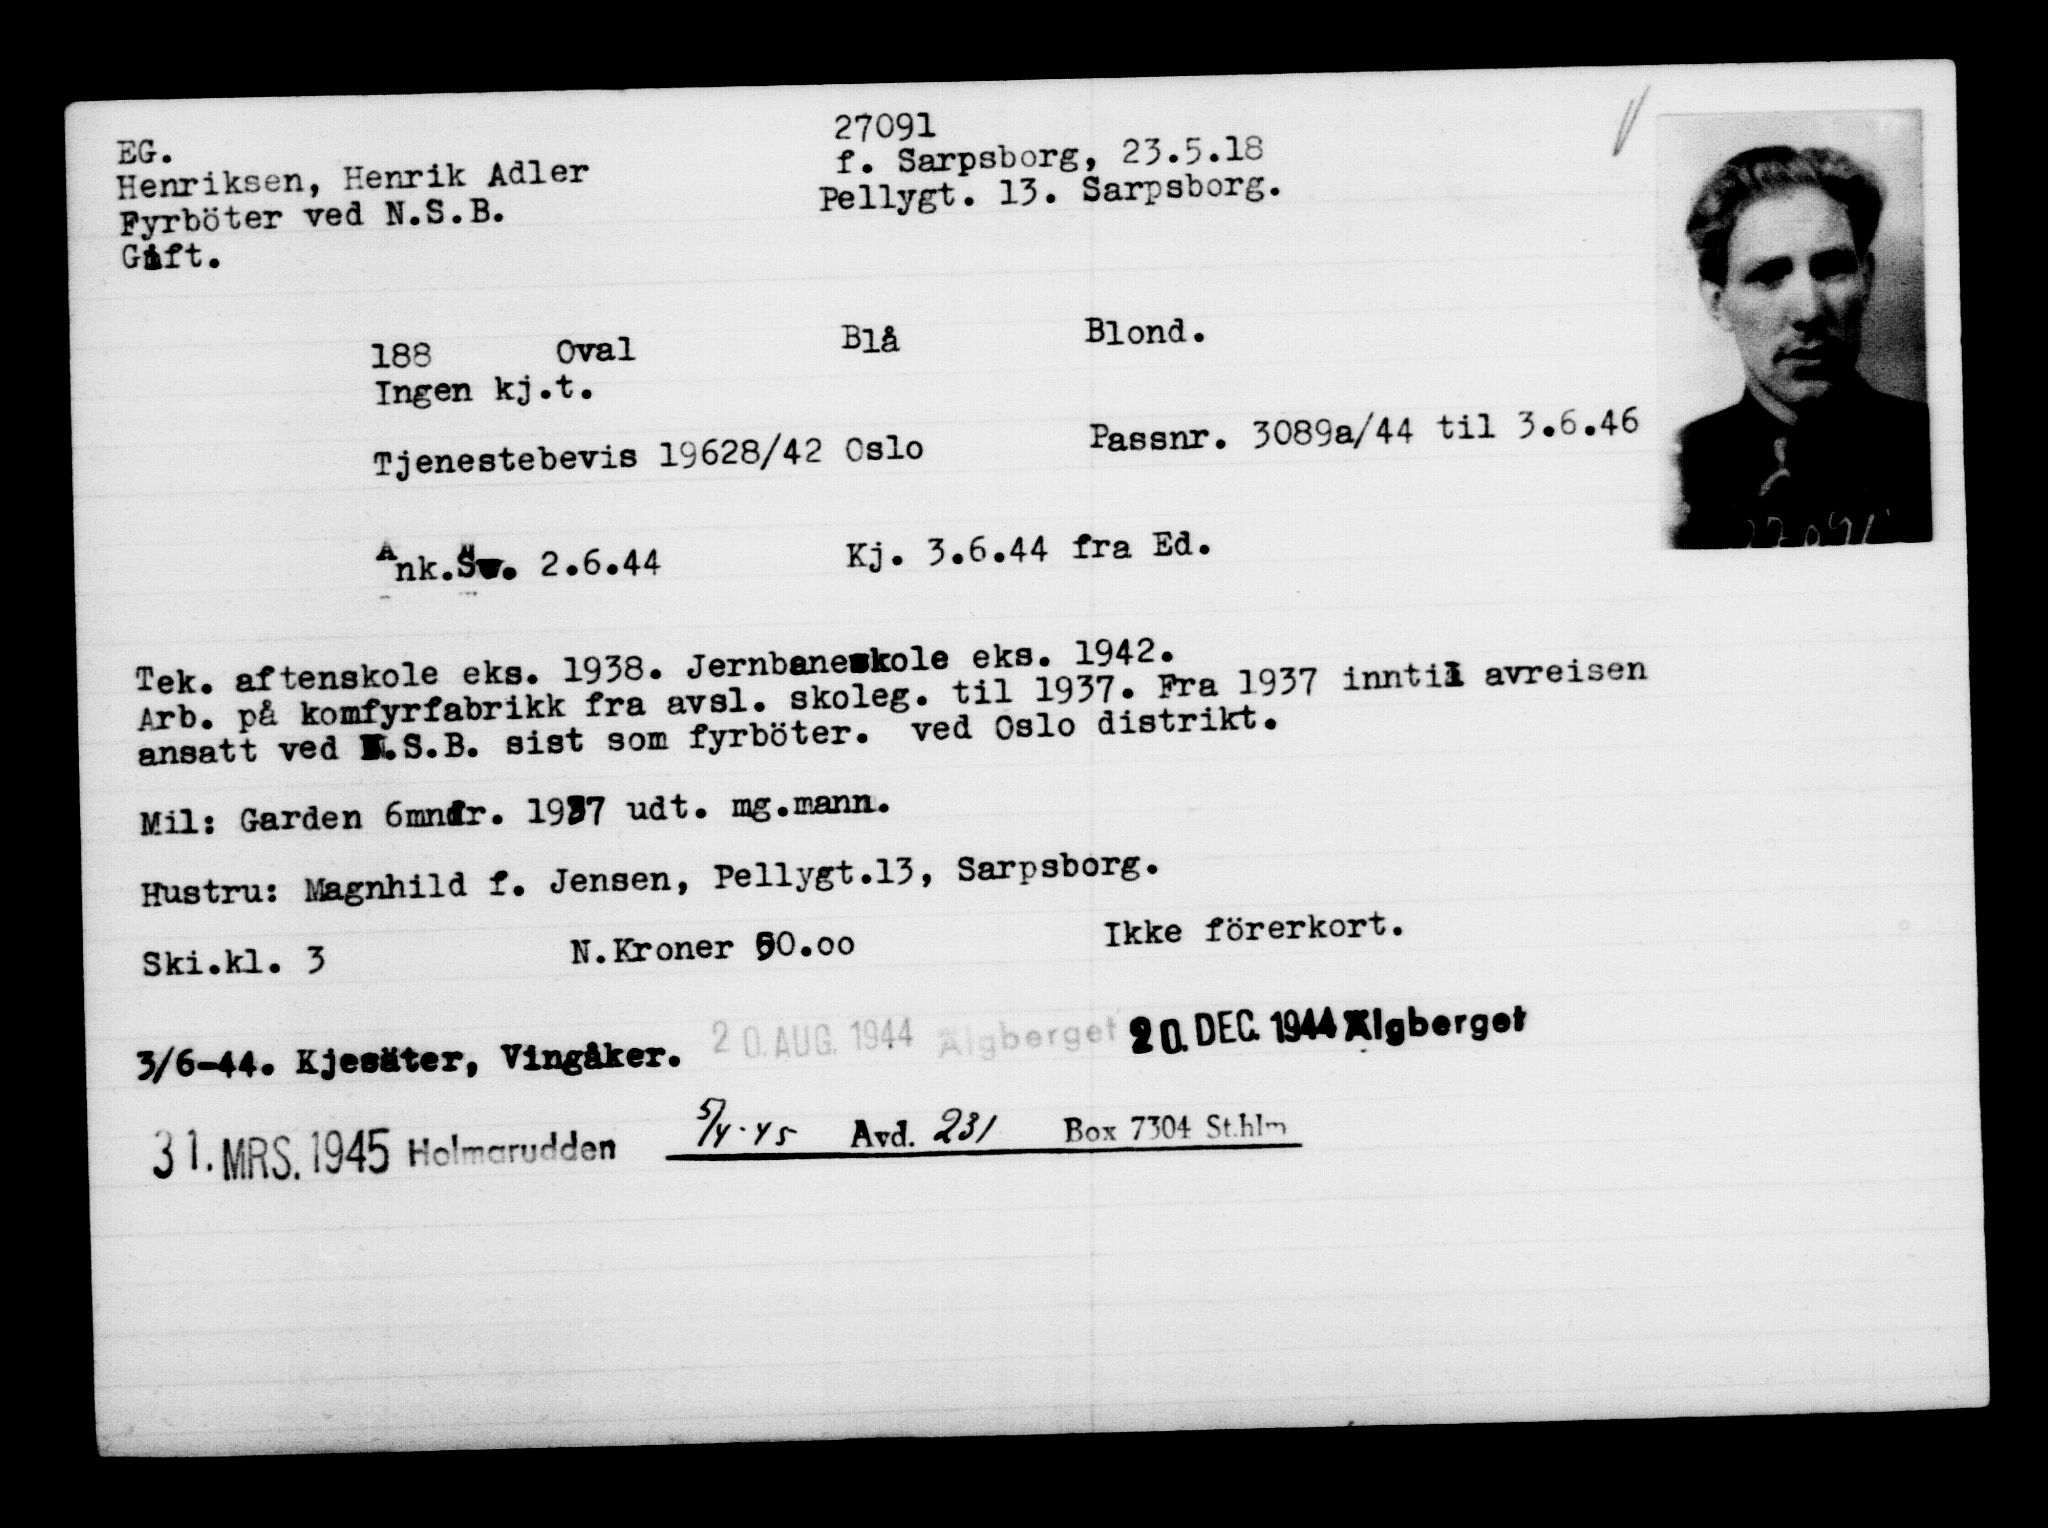 EG. 27091
Henriksen, Henrik Adler f. Sarpsborg, 23.5.18
Fyrböter ved N.S.B. Pellygt. 13. Sarpsborg.
Gift.
188 Oval Blå Blond.
Ingen kj.t.
Tjenestebevis 19628/42 Oslo Passnr. 3089a/44 til 3.6.46
Ank. Sv. 2.6.44 Kj. 3.6.44 fra Ed.
27091
Tek. aftenskole eks. 1938. Jernbaneskole eks. 1942.
Arb. på komfyrfabrikk fra avsl. skoleg. til 1937. Fra 1937 inntil avreisen
ansatt ved N.S.B. sist som fyrböter. ved Oslo distrikt.
Mil: Garden 6mndr. 1937 udt. mg.mann.
Hustru: Magnhild f. Jensen, Pellygt.13, Sarpsborg.
Ski.kl. 3 N.Kroner 50.oo Ikke förerkort.
3/6-44. Kjesäter, Vingåker. 20. AUG. 1944 Älgberget 20. DEC. 1944 Älgberget
31. MRS. 1945 Holmarudden 5/4-45 Avd. 231 Box 7304 St.hlm